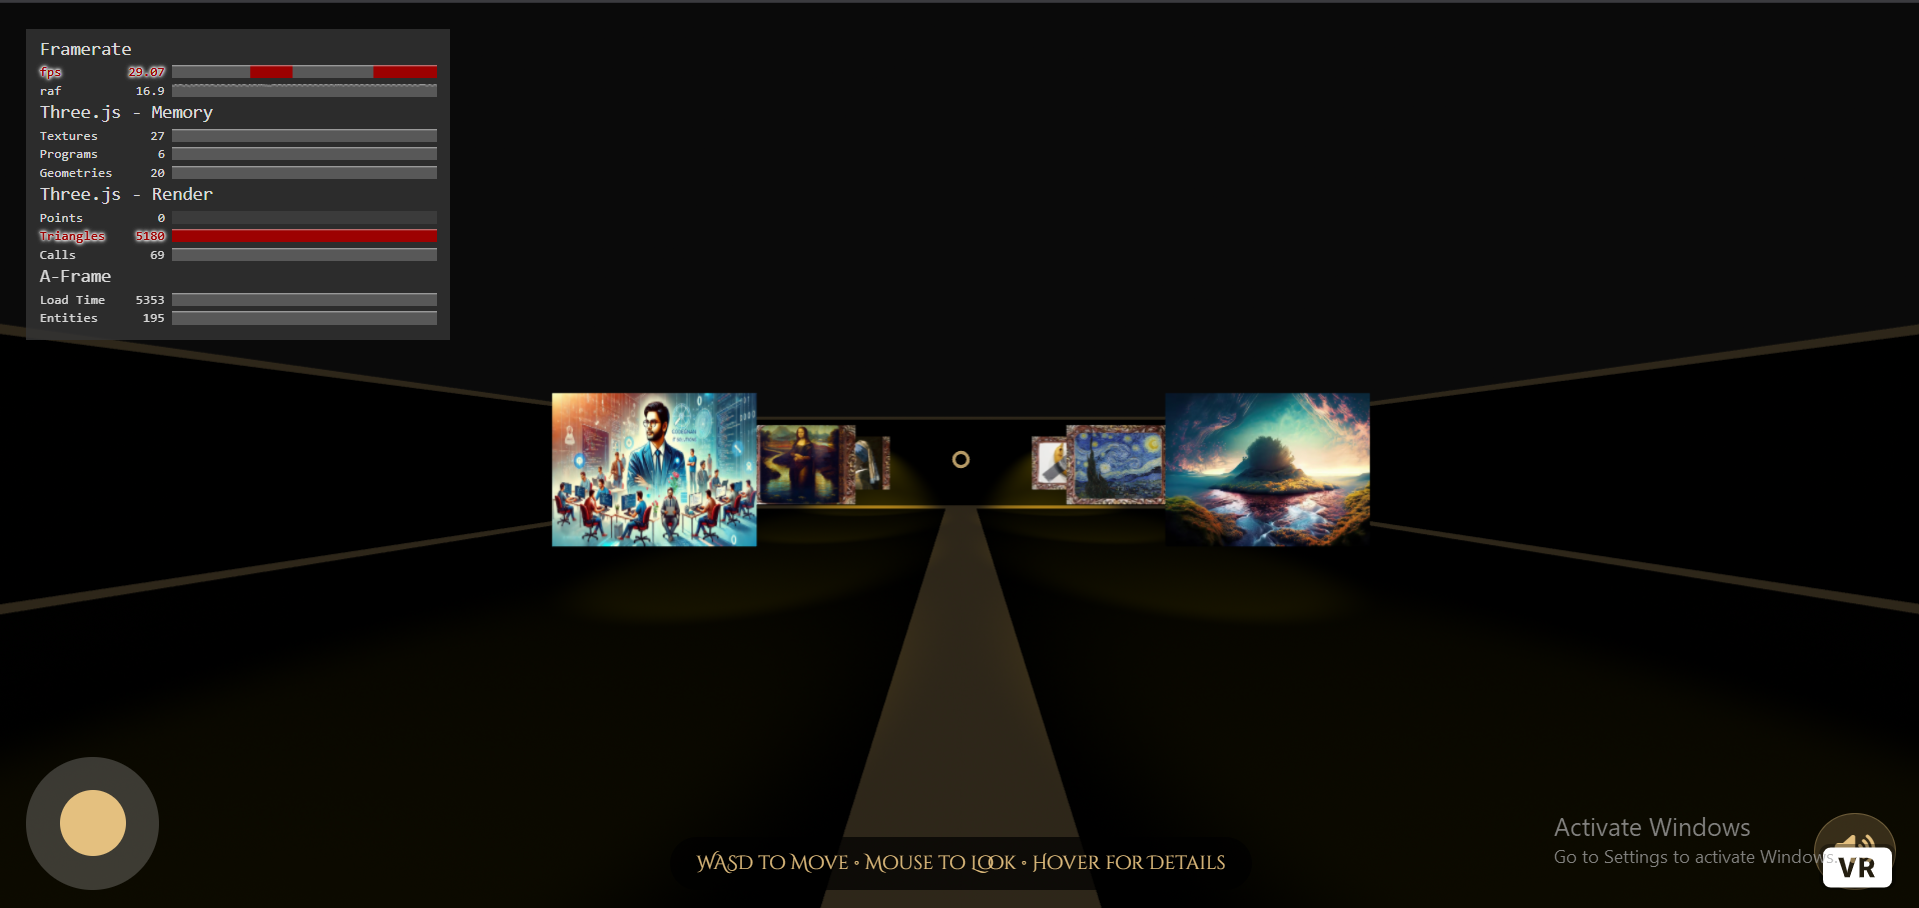 Framerate
fps 29.07
raf 16.9
Three.js - Memory
Textures 27
Programs 6
Geometries 20
Three.js - Render
Points 0
Triangles 5180
Calls 69
A-Frame
Load Time 5353
Entities 195
WASD to Move • Mouse to Look • Hover for Details
Activate Windows
Go to Settings to activate Windows.
VR